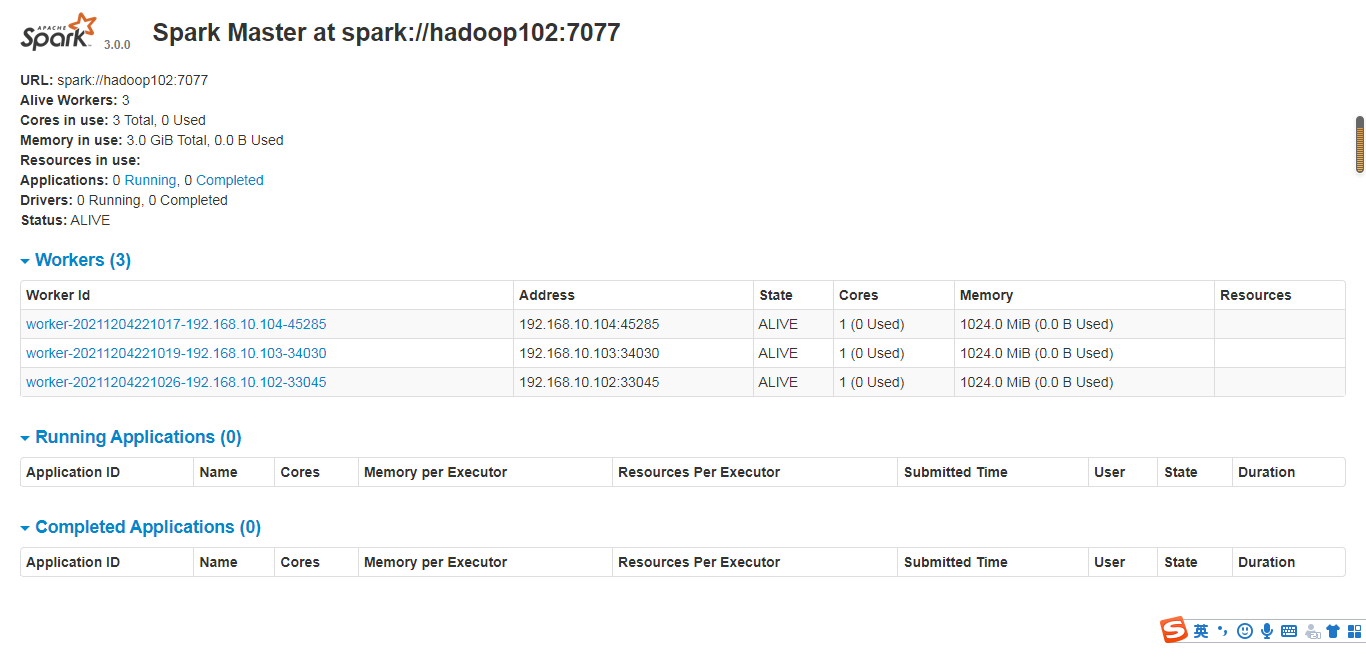 APACHE Spark 3.0.0 Spark Master at spark://hadoop102:7077
URL: spark://hadoop102:7077
Alive Workers: 3
Cores in use: 3 Total, 0 Used
Memory in use: 3.0 GiB Total, 0.0 B Used
Resources in use:
Applications: 0 Running, 0 Completed
Drivers: 0 Running, 0 Completed
Status: ALIVE
Workers (3)
Worker Id Address State Cores Memory Resources
worker-20211204221017-192.168.10.104-45285 192.168.10.104:45285 ALIVE 1 (0 Used) 1024.0 MiB (0.0 B Used)
worker-20211204221019-192.168.10.103-34030 192.168.10.103:34030 ALIVE 1 (0 Used) 1024.0 MiB (0.0 B Used)
worker-20211204221026-192.168.10.102-33045 192.168.10.102:33045 ALIVE 1 (0 Used) 1024.0 MiB (0.0 B Used)
Running Applications (0)
Application ID Name Cores Memory per Executor Resources Per Executor Submitted Time User State Duration
Completed Applications (0)
Application ID Name Cores Memory per Executor Resources Per Executor Submitted Time User State Duration
S 英